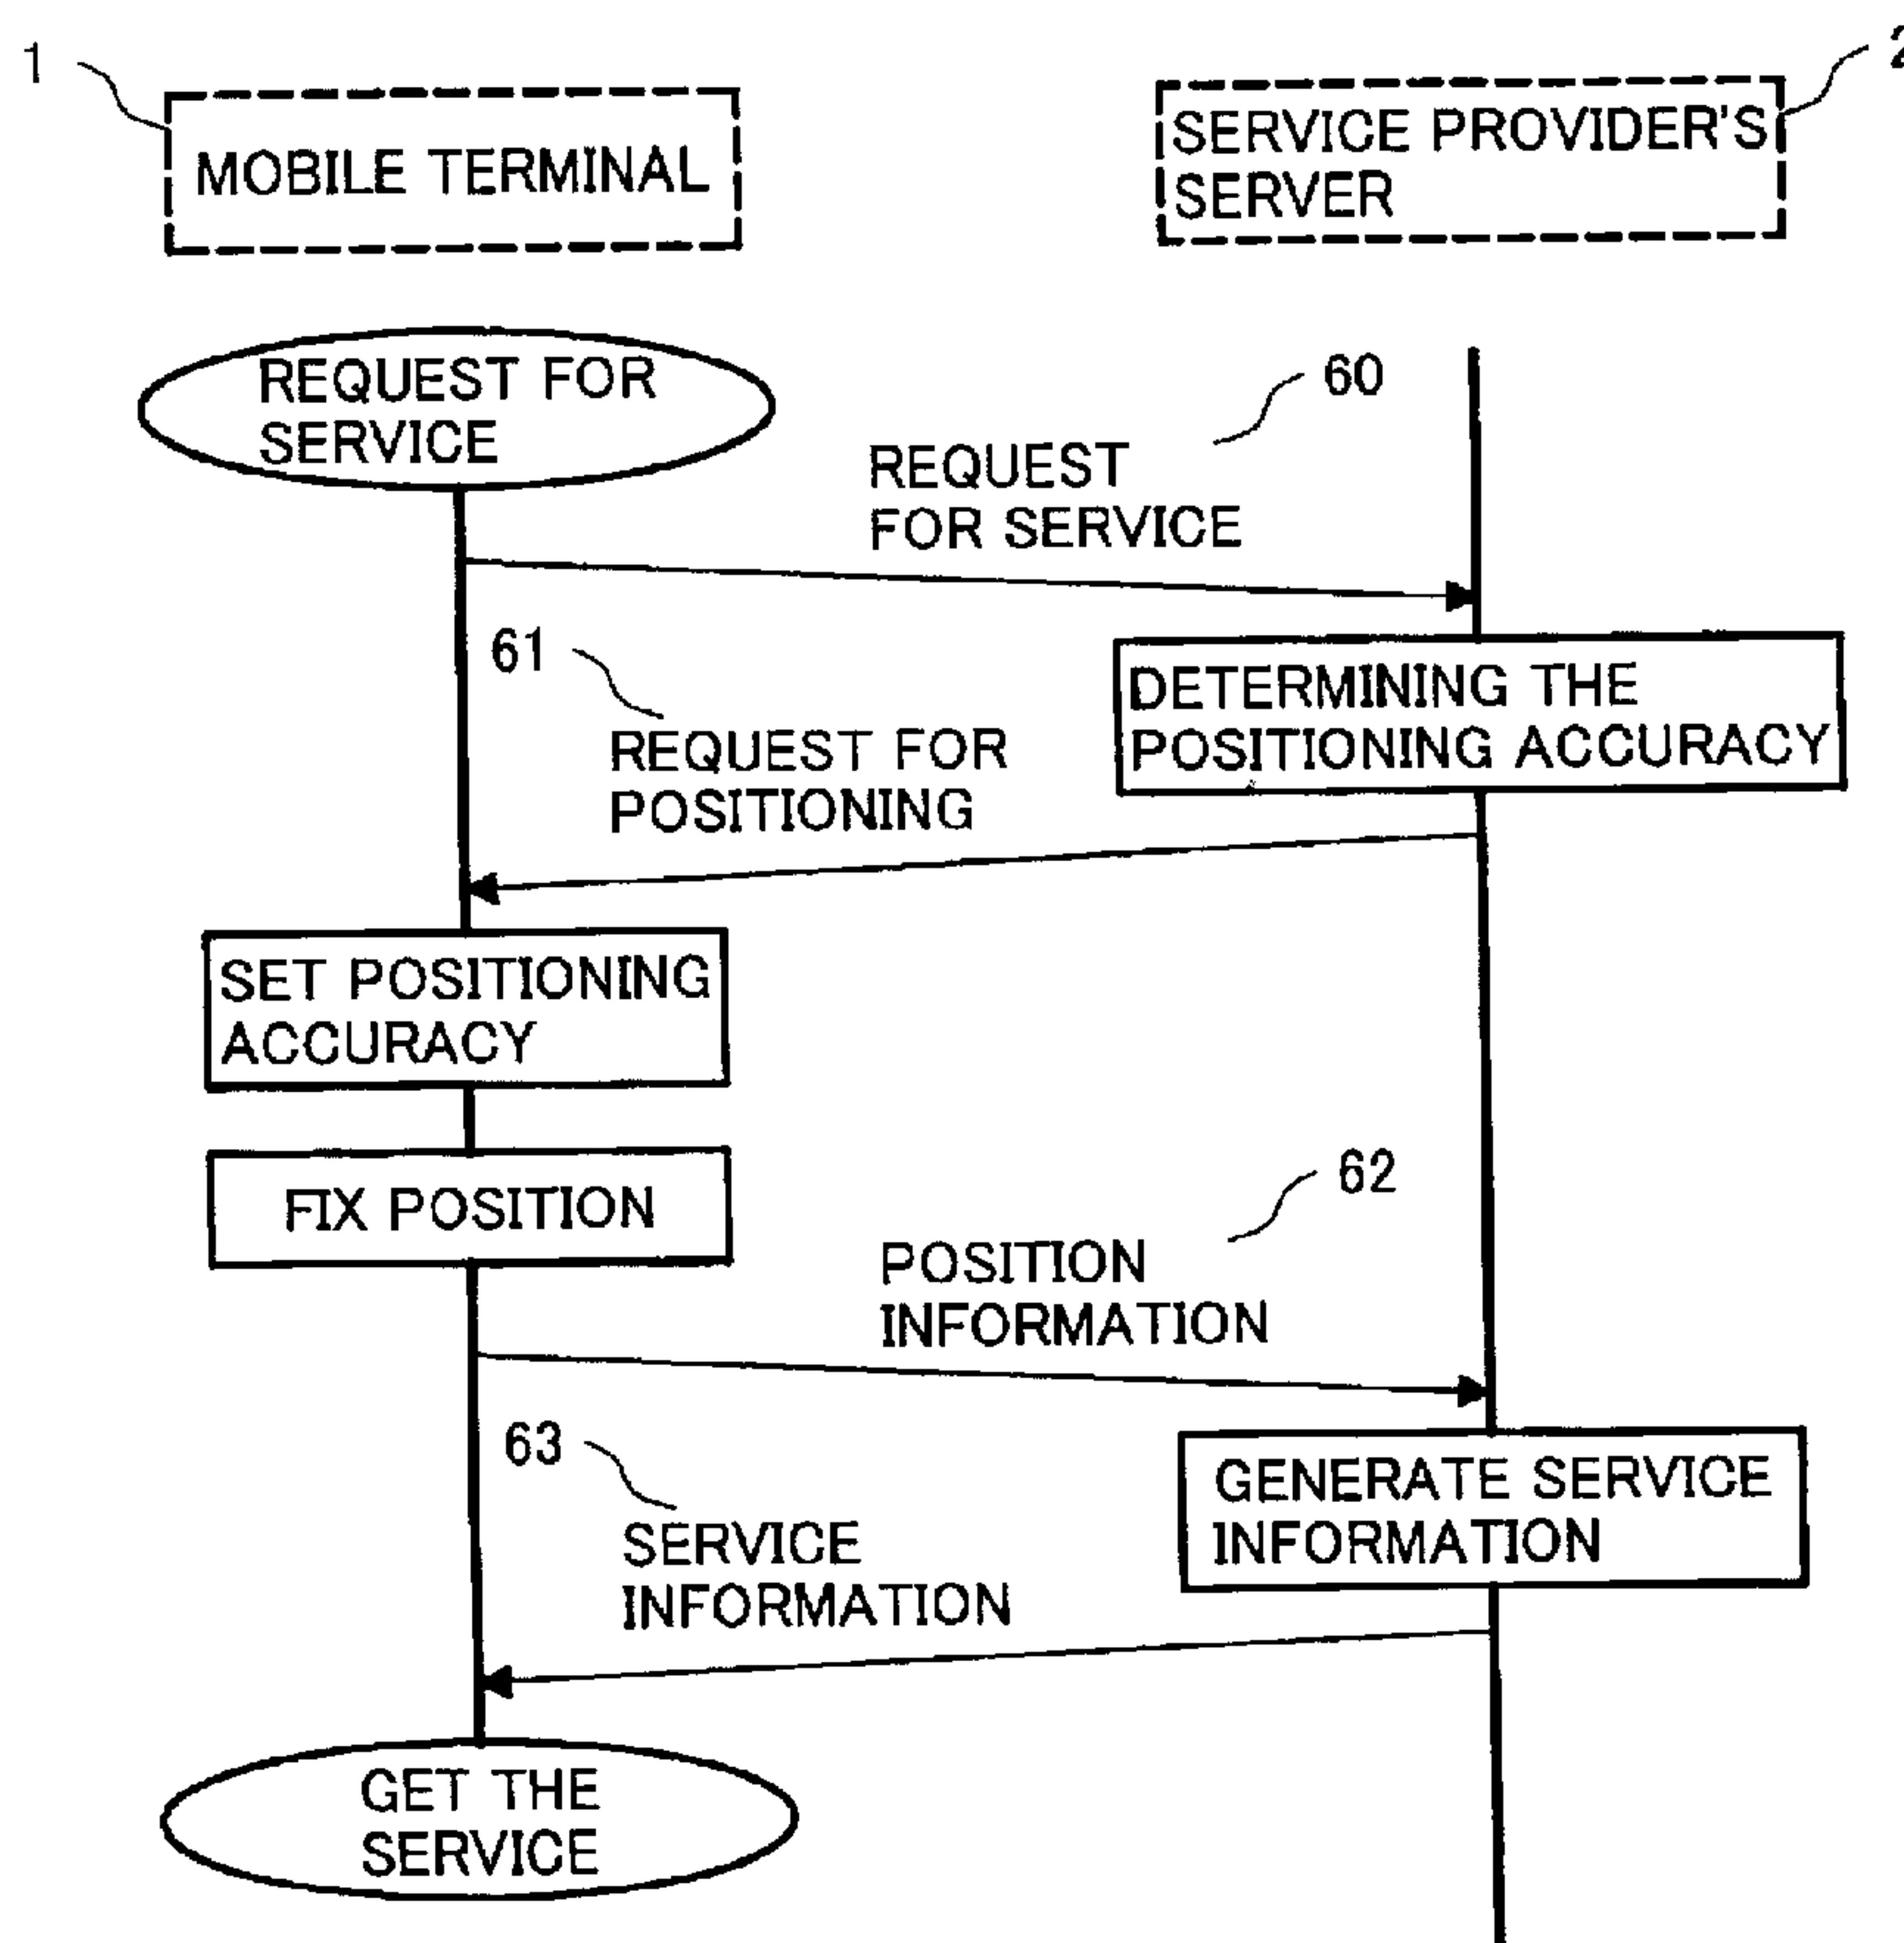 1
2
MOBILE TERMINAL
SERVICE PROVIDER'S
SERVER
REQUEST FOR
SERVICE
60
REQUEST
FOR SERVICE
61
DETERMINING THE
POSITIONING ACCURACY
REQUEST FOR
POSITIONING
SET POSITIONING
ACCURACY
FIX POSITION
62
POSITION
INFORMATION
63
GENERATE SERVICE
INFORMATION
SERVICE
INFORMATION
GET THE
SERVICE